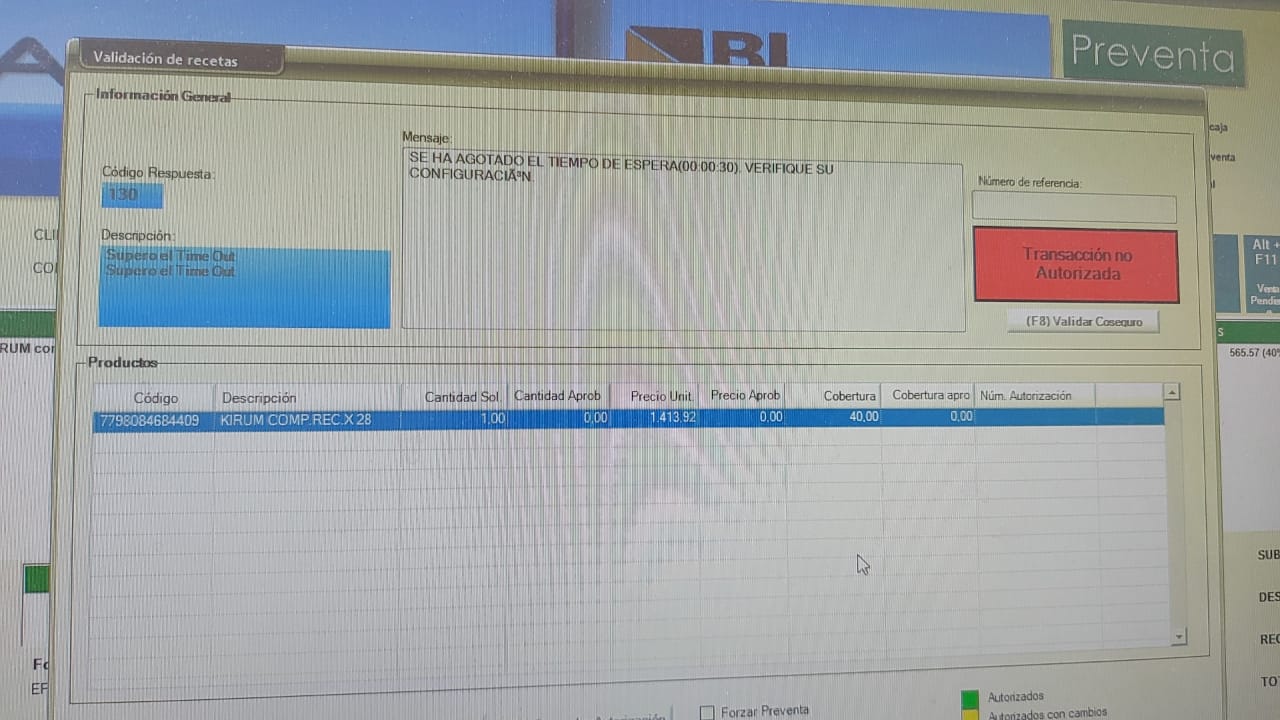 BI
Preventa
Validación de recetas
Información General
caja
venta
Mensaje:
SE HA AGOTADO EL TIEMPO DE ESPERA(00:00:30). VERIFIQUE SU
CONFIGURACIÃ³N.
Código Respuesta:
130
Número de referencia:
Descripción:
Supero el Time Out
Supero el Time Out
Transacción no
Autorizada
(F8) Validar Coseguro
CLI
CO
Alt +
F11
Venta
Pendie
S
RUM co
565.57 (40%
Productos
Código Descripción Cantidad Sol. Cantidad Aprob Precio Unit. Precio Aprob Cobertura Cobertura apro Núm. Autorización
7798084684409 KIRUM COMP.REC.X 28 1,00 0,00 1.413,92 0,00 40,00 0,00
SUB
DES
REC
TO
Fo
EF
Forzar Preventa
Autorizados
Autorizados con cambios